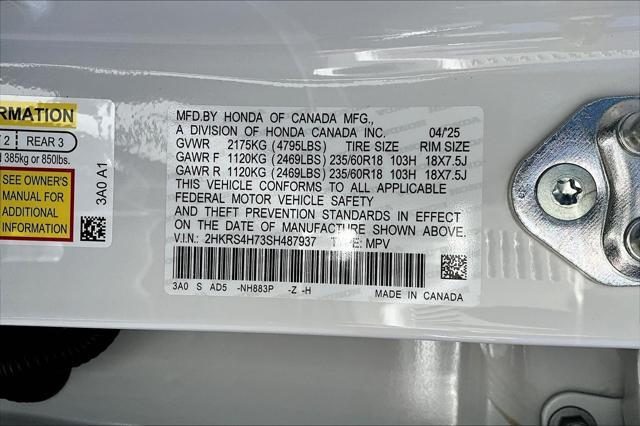 RMATION
2 REAR 3
385kg or 850lbs.
SEE OWNER'S
MANUAL FOR
ADDITIONAL
INFORMATION
3A0 A1
MFD.BY HONDA OF CANADA MFG.,
A DIVISION OF HONDA CANADA INC. 04/'25
GVWR 2175KG (4795LBS) TIRE SIZE RIM SIZE
GAWR F 1120KG (2469LBS) 235/60R18 103H 18X7.5J
GAWR R 1120KG (2469LBS) 235/60R18 103H 18X7.5J
THIS VEHICLE CONFORMS TO ALL APPLICABLE
FEDERAL MOTOR VEHICLE SAFETY
AND THEFT PREVENTION STANDARDS IN EFFECT
ON THE DATE OF MANUFACTURE SHOWN ABOVE.
V.IN.: 2HKRS4H73SH487937 TYPE: MPV
3A0 S AD5 -NH883P -Z -H MADE IN CANADA